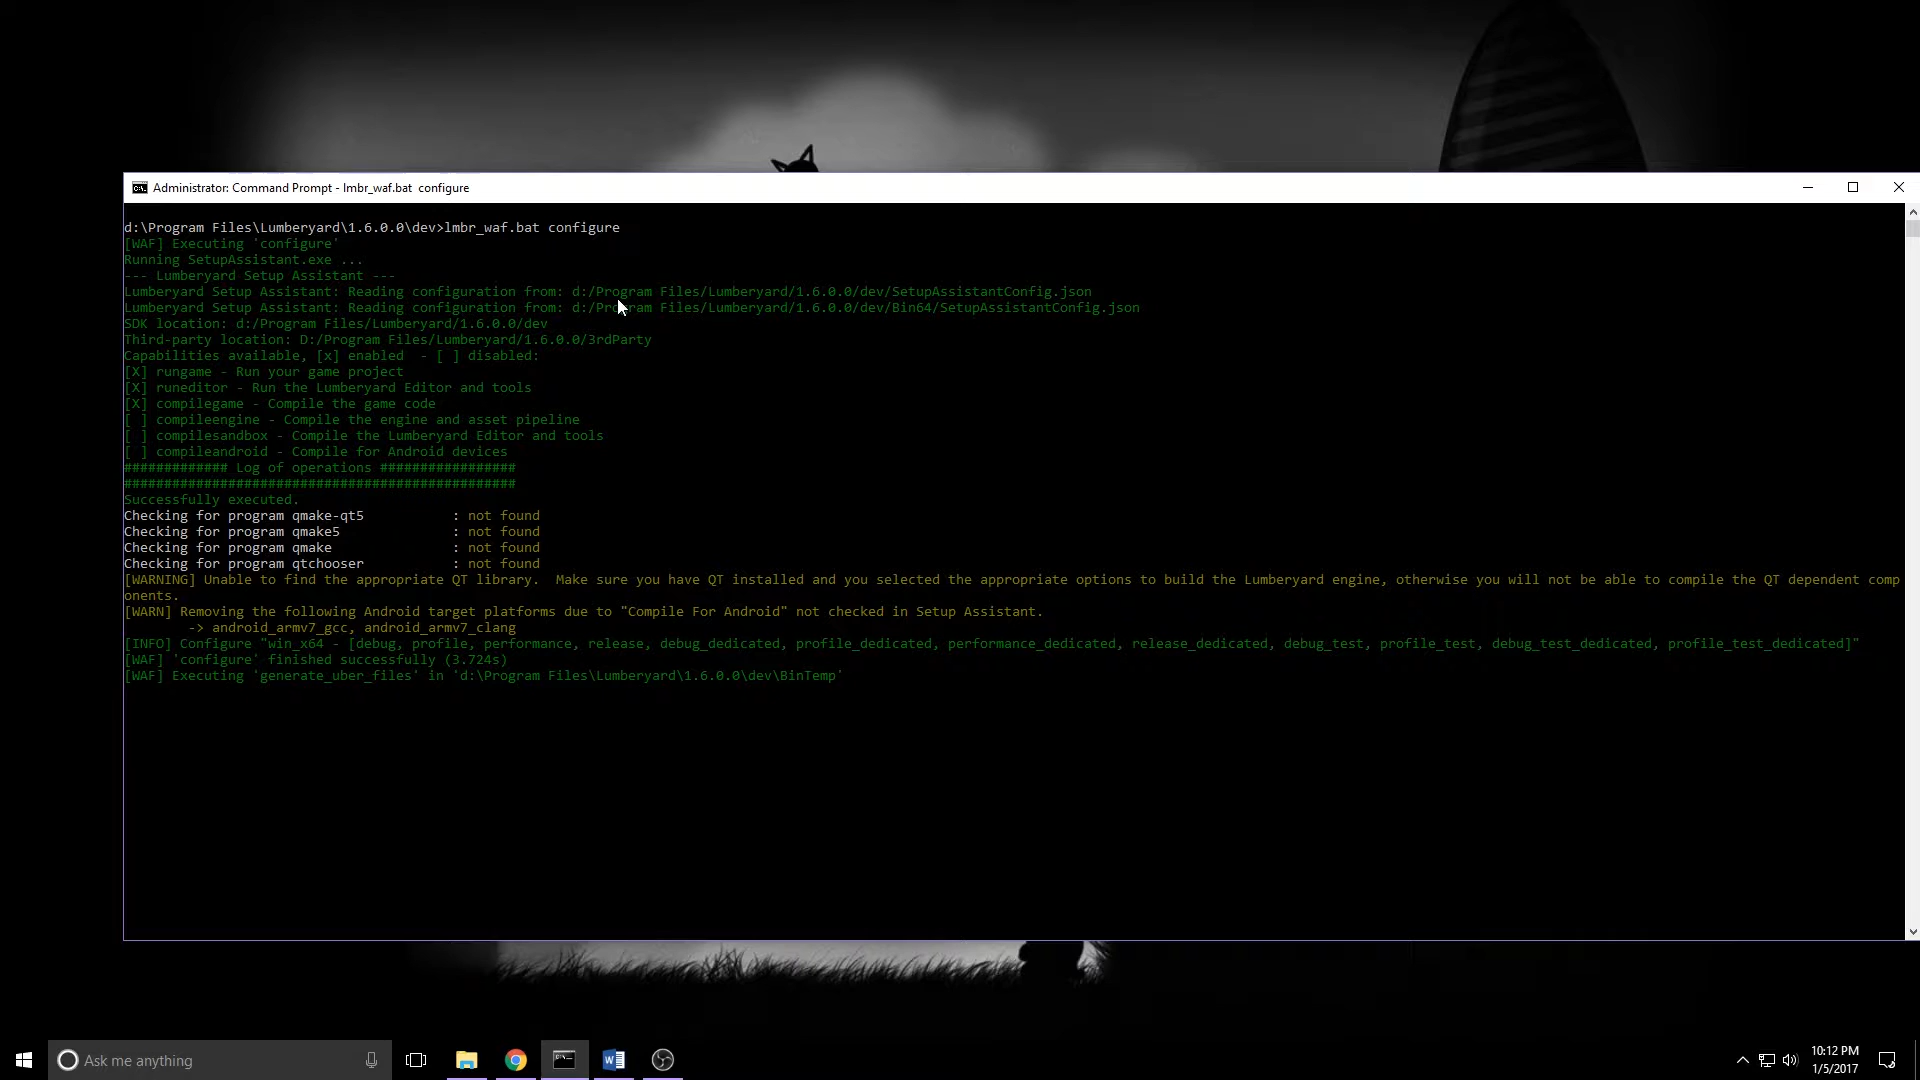 Administrator: Command Prompt - lmbr_waf.bat  configure
d:\Program Files\Lumberyard\1.6.0.0\dev>lmbr_waf.bat configure
[WAF] Executing 'configure'
Running SetupAssistant.exe ...
--- Lumberyard Setup Assistant ---
Lumberyard Setup Assistant: Reading configuration from: d:/Program Files/Lumberyard/1.6.0.0/dev/SetupAssistantConfig.json
Lumberyard Setup Assistant: Reading configuration from: d:/Program Files/Lumberyard/1.6.0.0/dev/Bin64/SetupAssistantConfig.json
SDK location: d:/Program Files/Lumberyard/1.6.0.0/dev
Third-party location: D:/Program Files/Lumberyard/1.6.0.0/3rdParty
Capabilities available, [x] enabled  - [ ] disabled:
[X] rungame - Run your game project
[X] runeditor - Run the Lumberyard Editor and tools
[X] compilegame - Compile the game code
[ ] compileengine - Compile the engine and asset pipeline
[ ] compilesandbox - Compile the Lumberyard Editor and tools
[ ] compileandroid - Compile for Android devices
############# Log of operations #################
#################################################
Successfully executed.
Checking for program qmake-qt5           : not found
Checking for program qmake5              : not found
Checking for program qmake               : not found
Checking for program qtchooser           : not found
[WARNING] Unable to find the appropriate QT library.  Make sure you have QT installed and you selected the appropriate options to build the Lumberyard engine, otherwise you will not be able to compile the QT dependent comp
onents.
[WARN] Removing the following Android target platforms due to "Compile For Android" not checked in Setup Assistant.
-> android_armv7_gcc, android_armv7_clang
[INFO] Configure "win_x64 - [debug, profile, performance, release, debug_dedicated, profile_dedicated, performance_dedicated, release_dedicated, debug_test, profile_test, debug_test_dedicated, profile_test_dedicated]"
[WAF] 'configure' finished successfully (3.724s)
[WAF] Executing 'generate_uber_files' in 'd:\Program Files\Lumberyard\1.6.0.0\dev\BinTemp'
Ask me anything
10:12 PM
1/5/2017